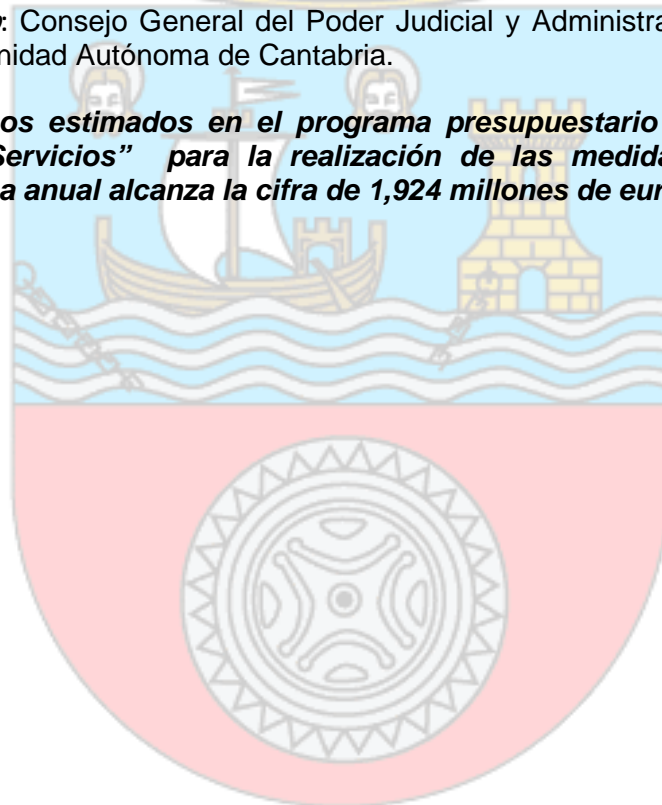 : Consejo General del Poder Judicial y Administra
nidad Autónoma de Cantabria.
os estimados en el programa presupuestario
Servicios” para la realización de las medida
a anual alcanza la cifra de 1,924 millones de eur